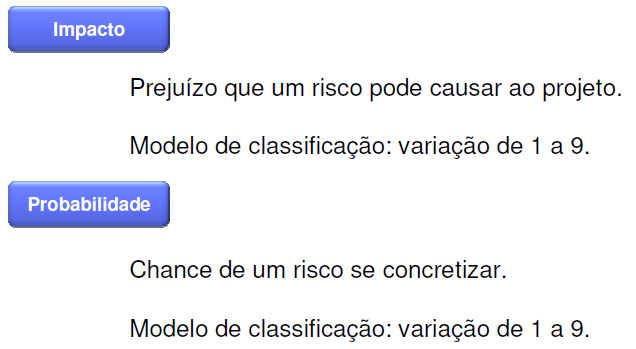 Impacto
Prejuízo que um risco pode causar ao projeto.
Modelo de classificação: variação de 1 a 9.
Probabilidade
Chance de um risco se concretizar.
Modelo de classificação: variação de 1 a 9.